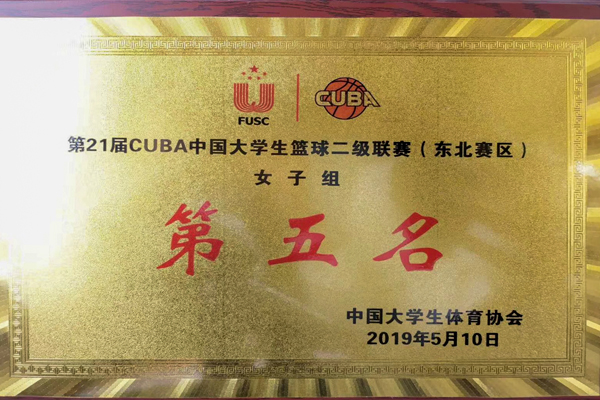 FUSC
CUBA
第21届CUBA中国大学生篮球二级联赛（东北赛区）
女子组
第五名
中国大学生体育协会
2019年5月10日